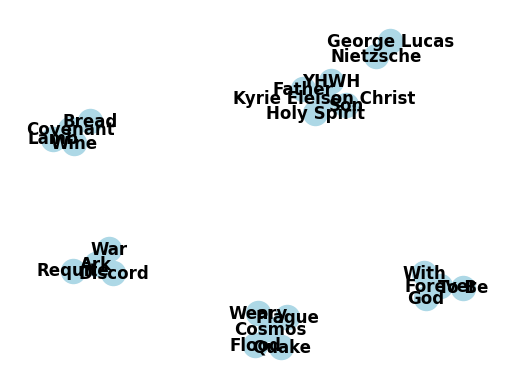 George Lucas
Nietzsche
YHWH
Father
Kyrie Eleison Christ
Son
Holy Spirit
Bread
Covenant
Lamb
Wine
War
Ark
Require
Discord
With
Forever
To Be
God
Weary
Plague
Cosmos
Flood
Quake